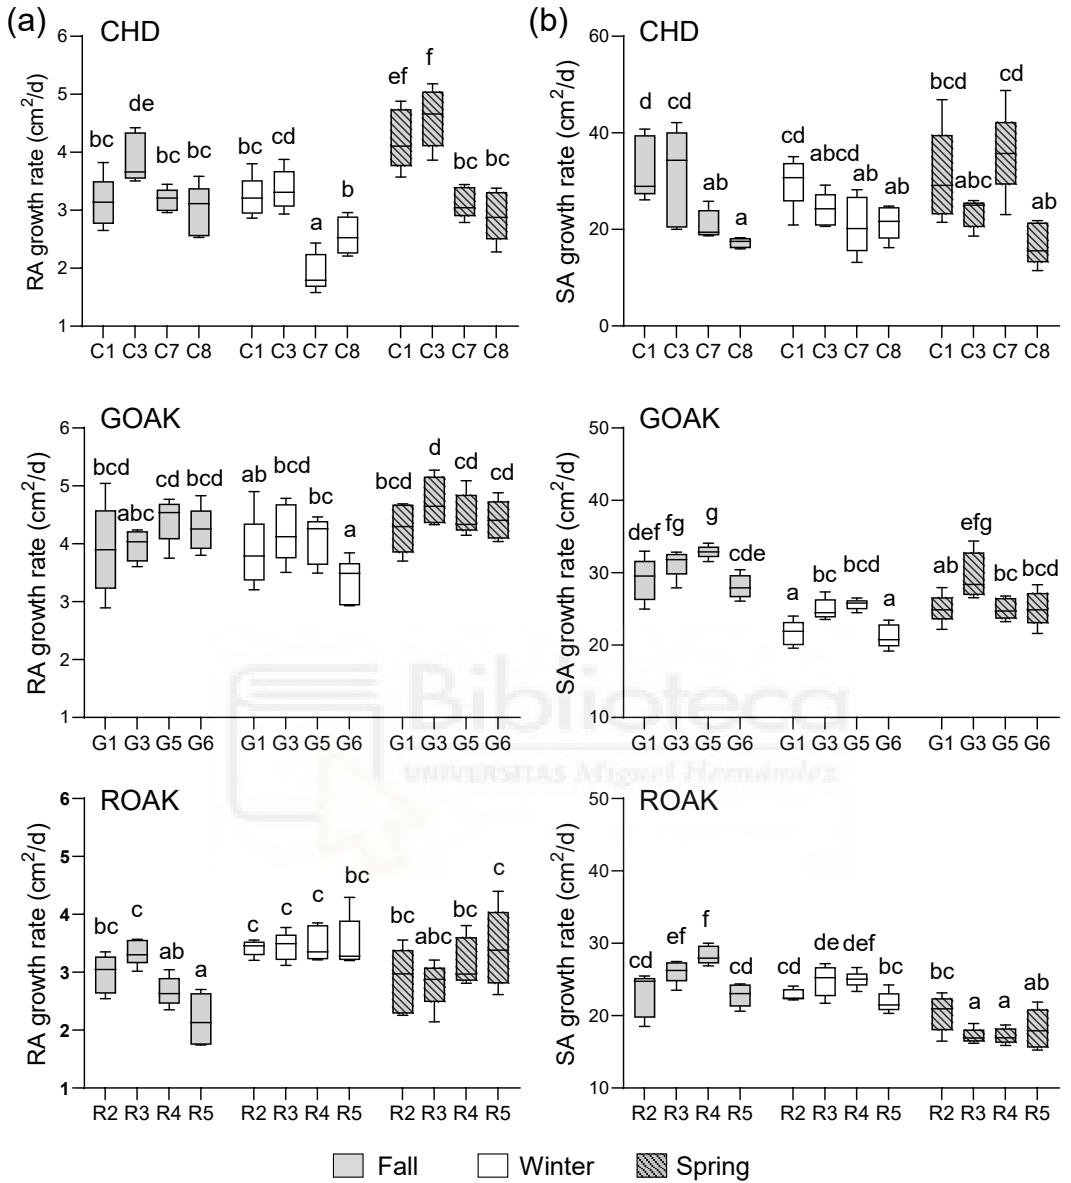 (a)
CHD
RA growth rate (cm2/d)
6
5
4
3
2
1
bc
de
bc
bc
bc
cd
a
b
ef
f
bc
bc
C1 C3 C7 C8 C1 C3 C7 C8 C1 C3 C7 C8
(b)
CHD
SA growth rate (cm2/d)
60
40
20
0
d
cd
ab
a
cd
abcd
ab
ab
bcd
abc
cd
ab
C1 C3 C7 C8 C1 C3 C7 C8 C1 C3 C7 C8
GOAK
RA growth rate (cm2/d)
6
5
4
3
2
1
bcd
abc
cd
bcd
ab
bcd
bc
a
bcd
d
cd
cd
G1 G3 G5 G6 G1 G3 G5 G6 G1 G3 G5 G6
GOAK
SA growth rate (cm2/d)
50
40
30
20
10
def
fg
g
cde
a
bc
bcd
a
ab
efg
bc
bc
G1 G3 G5 G6 G1 G3 G5 G6 G1 G3 G5 G6
Biblioteca
UNIVERSITAS Miguel Hernández
ROAK
RA growth rate (cm2/d)
6
5
4
3
2
1
bc
c
ab
a
c
c
c
bc
bc
abc
bc
c
R2 R3 R4 R5 R2 R3 R4 R5 R2 R3 R4 R5
ROAK
SA growth rate (cm2/d)
50
40
30
20
10
cd
ef
f
cd
cd
de
def
bc
bc
a
a
ab
R2 R3 R4 R5 R2 R3 R4 R5 R2 R3 R4 R5
Fall Winter Spring